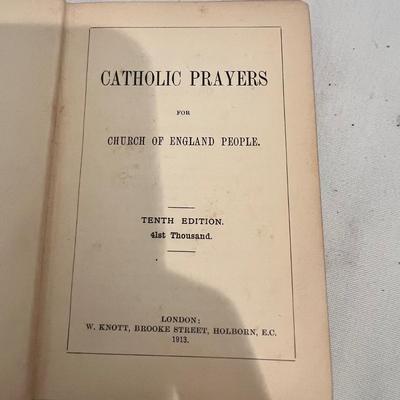 CATHOLIC PRAYERS
FOR
CHURCH OF ENGLAND PEOPLE.
TENTH EDITION.
41st Thousand.
LONDON:
W. KNOTT, BROOKE STREET, HOLBORN, E.C.
1913.